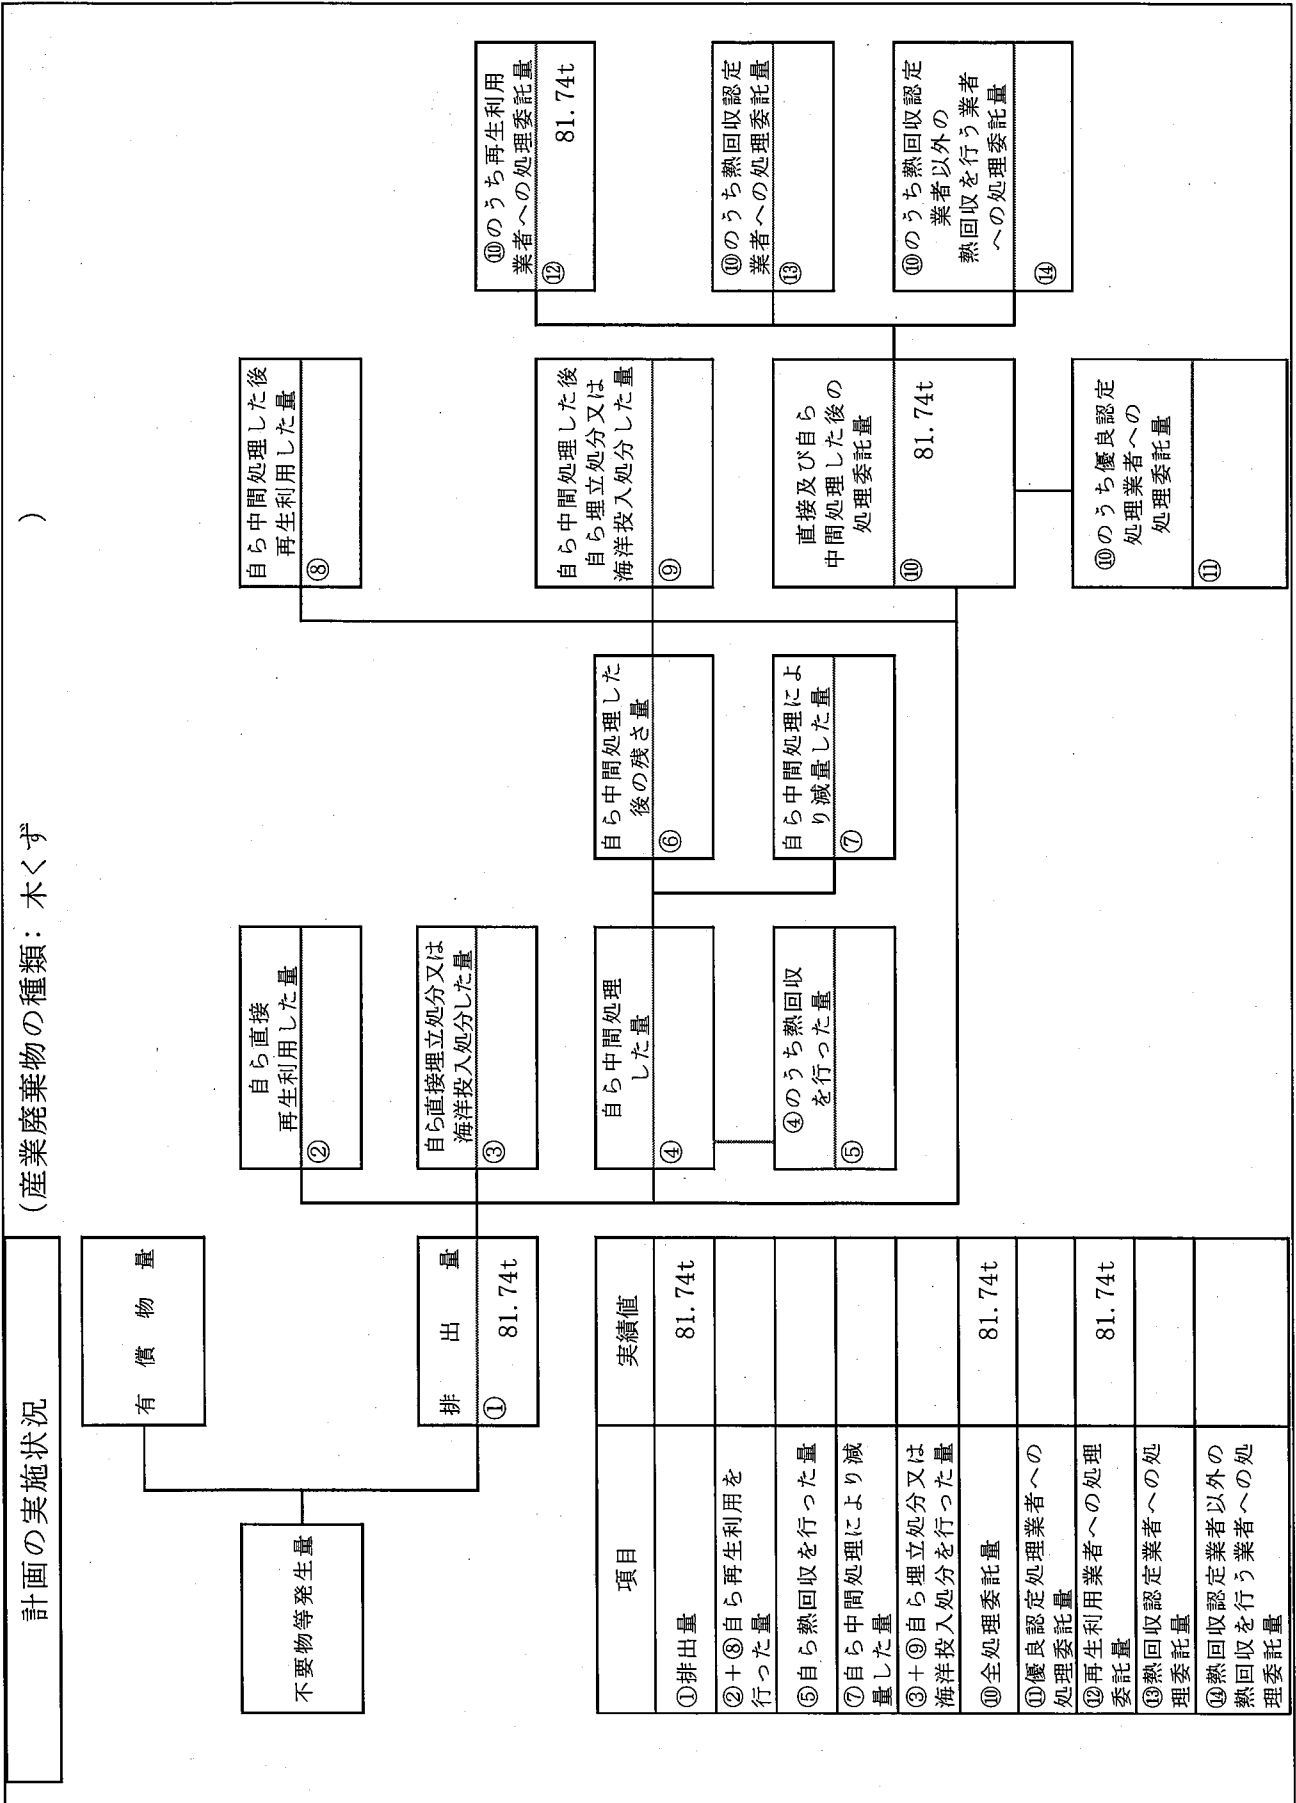 計画の実施状況
(産業廃棄物の種類：木くず
)
不要物等発生量
有償物量
排出量
①
81.74t
自ら直接
再生利用した量
②
自ら直接埋立処分又は
海洋投入処分した量
③
自ら中間処理
した量
④
④のうち熱回収
を行った量
⑤
自ら中間処理した
後の残さ量
⑥
自ら中間処理によ
り減量した量
⑦
自ら中間処理した後
再生利用した量
⑧
自ら中間処理した後
自ら埋立処分又は
海洋投入処分した量
⑨
直接及び自ら
中間処理した後の
処理委託量
⑩
81.74t
⑩のうち優良認定
処理業者への
処理委託量
⑪
⑩のうち再生利用
業者への処理委託量
⑫
81.74t
⑩のうち熱回収認定
業者への処理委託量
⑬
⑩のうち熱回収認定
業者以外の
熱回収を行う業者
への処理委託量
⑭
項目
実績値
①排出量
81.74t
②+⑧自ら再生利用を
行った量
⑤自ら熱回収を行った量
⑦自ら中間処理により減
量した量
③+⑨自ら埋立処分又は
海洋投入処分を行った量
⑩全処理委託量
81.74t
⑪優良認定処理業者への
処理委託量
⑫再生利用業者への処理
委託量
81.74t
⑬熱回収認定業者への処
理委託量
⑭熱回収認定業者以外の
熱回収を行う業者への処
理委託量